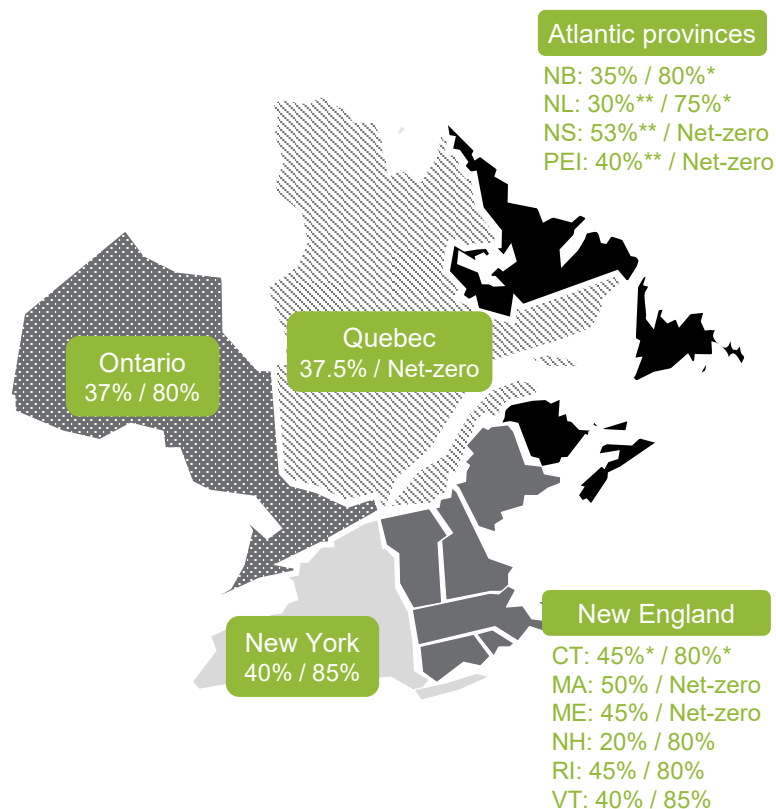 Atlantic provinces
NB: 35% / 80%*
NL: 30%** / 75%*
NS: 53%** / Net-zero
PEI: 40%** / Net-zero
Quebec
37.5% / Net-zero
Ontario
37% / 80%
New York
40% / 85%
New England
CT: 45%* / 80%*
MA: 50% / Net-zero
ME: 45% / Net-zero
NH: 20% / 80%
RI: 45% / 80%
VT: 40% / 85%